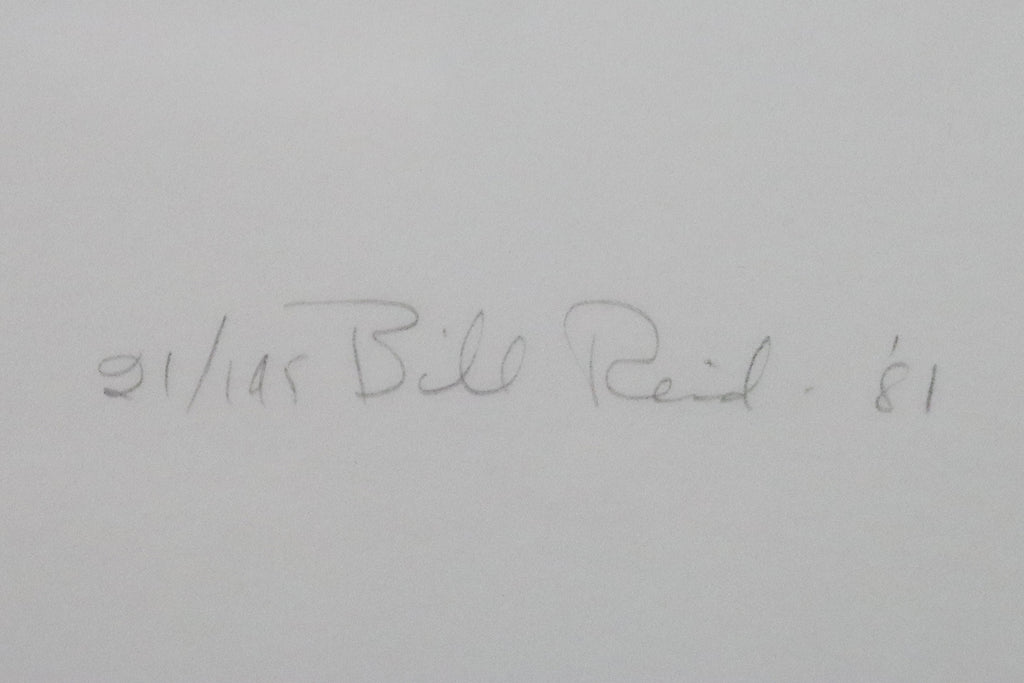 21/195 Bill Reid - '81